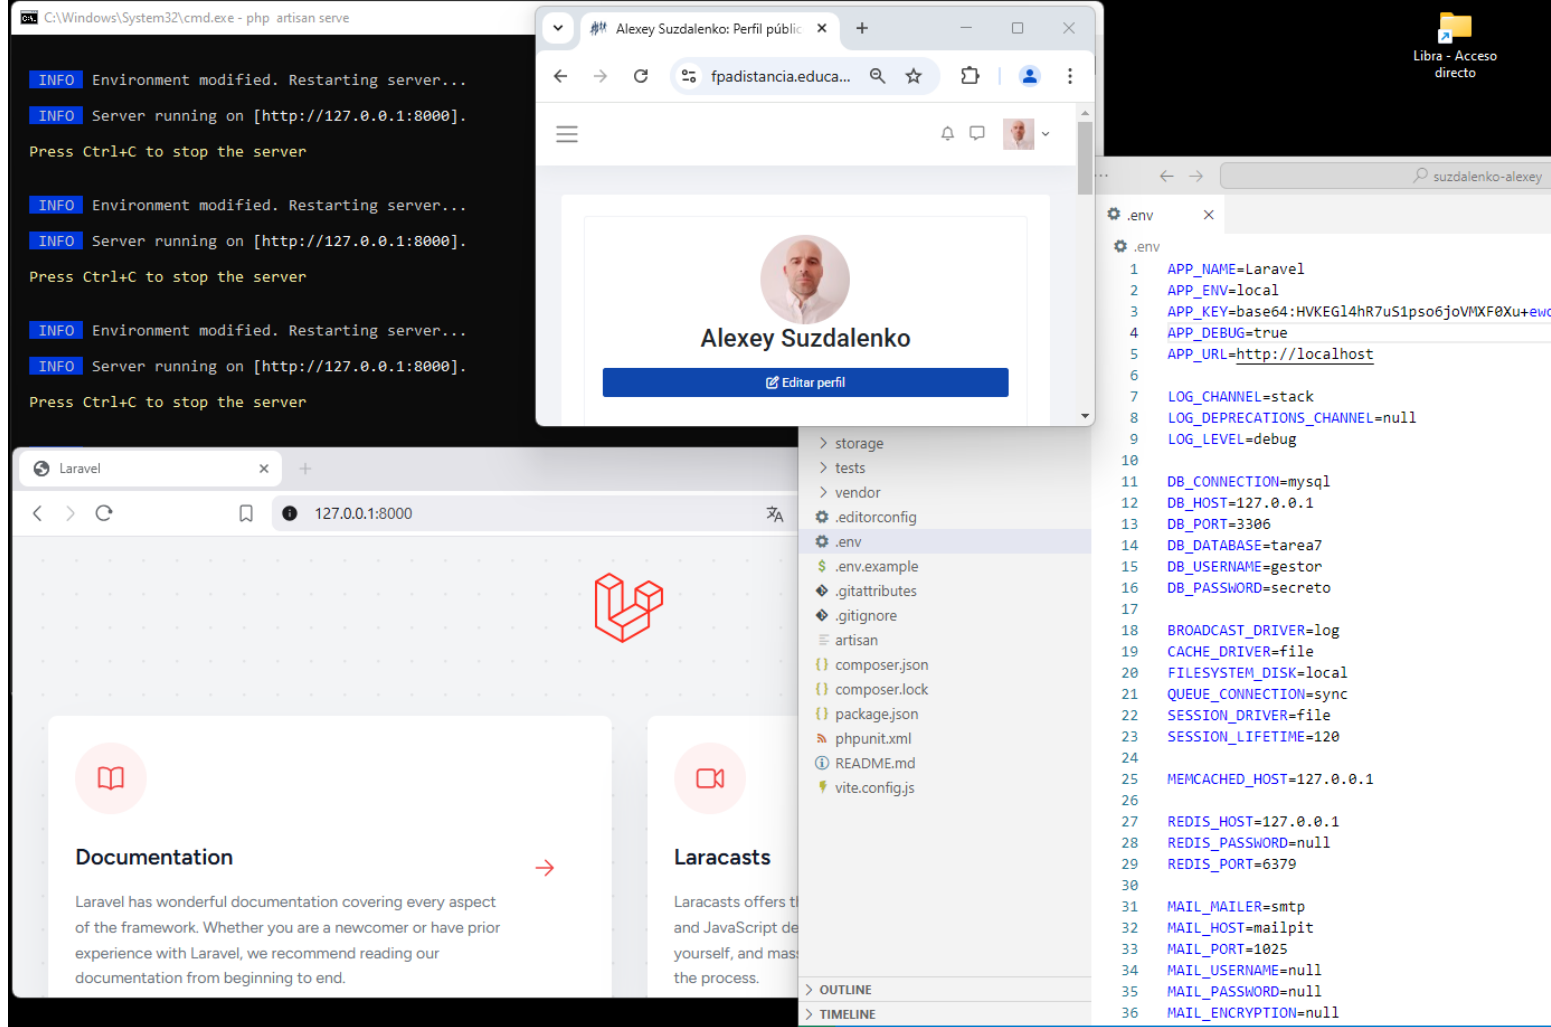 C:\Windows\System32\cmd.exe - php  artisan serve
INFO  Environment modified. Restarting server...
INFO  Server running on [http://127.0.0.1:8000].
Press Ctrl+C to stop the server
INFO  Environment modified. Restarting server...
INFO  Server running on [http://127.0.0.1:8000].
Press Ctrl+C to stop the server
INFO  Environment modified. Restarting server...
INFO  Server running on [http://127.0.0.1:8000].
Press Ctrl+C to stop the server
Alexey Suzdalenko: Perfil públic
fpadistancia.educa...
Alexey Suzdalenko
Editar perfil
Libra - Acceso
directo
Laravel
127.0.0.1:8000
Documentation
Laravel has wonderful documentation covering every aspect
of the framework. Whether you are a newcomer or have prior
experience with Laravel, we recommend reading our
documentation from beginning to end.
Laracasts
Laracasts offers t
and JavaScript de
yourself, and mas
the process.
storage
tests
vendor
.editorconfig
.env
.env.example
.gitattributes
.gitignore
artisan
composer.json
composer.lock
package.json
phpunit.xml
README.md
vite.config.js
OUTLINE
TIMELINE
suzdalenko-alexey
.env
.env
1 APP_NAME=Laravel
2 APP_ENV=local
3 APP_KEY=base64:HVKEGl4hR7uS1pso6joVMXF0Xu+ewc
4 APP_DEBUG=true
5 APP_URL=http://localhost
6
7 LOG_CHANNEL=stack
8 LOG_DEPRECATIONS_CHANNEL=null
9 LOG_LEVEL=debug
10
11 DB_CONNECTION=mysql
12 DB_HOST=127.0.0.1
13 DB_PORT=3306
14 DB_DATABASE=tarea7
15 DB_USERNAME=gestor
16 DB_PASSWORD=secreto
17
18 BROADCAST_DRIVER=log
19 CACHE_DRIVER=file
20 FILESYSTEM_DISK=local
21 QUEUE_CONNECTION=sync
22 SESSION_DRIVER=file
23 SESSION_LIFETIME=120
24
25 MEMCACHED_HOST=127.0.0.1
26
27 REDIS_HOST=127.0.0.1
28 REDIS_PASSWORD=null
29 REDIS_PORT=6379
30
31 MAIL_MAILER=smtp
32 MAIL_HOST=mailpit
33 MAIL_PORT=1025
34 MAIL_USERNAME=null
35 MAIL_PASSWORD=null
36 MAIL_ENCRYPTION=null